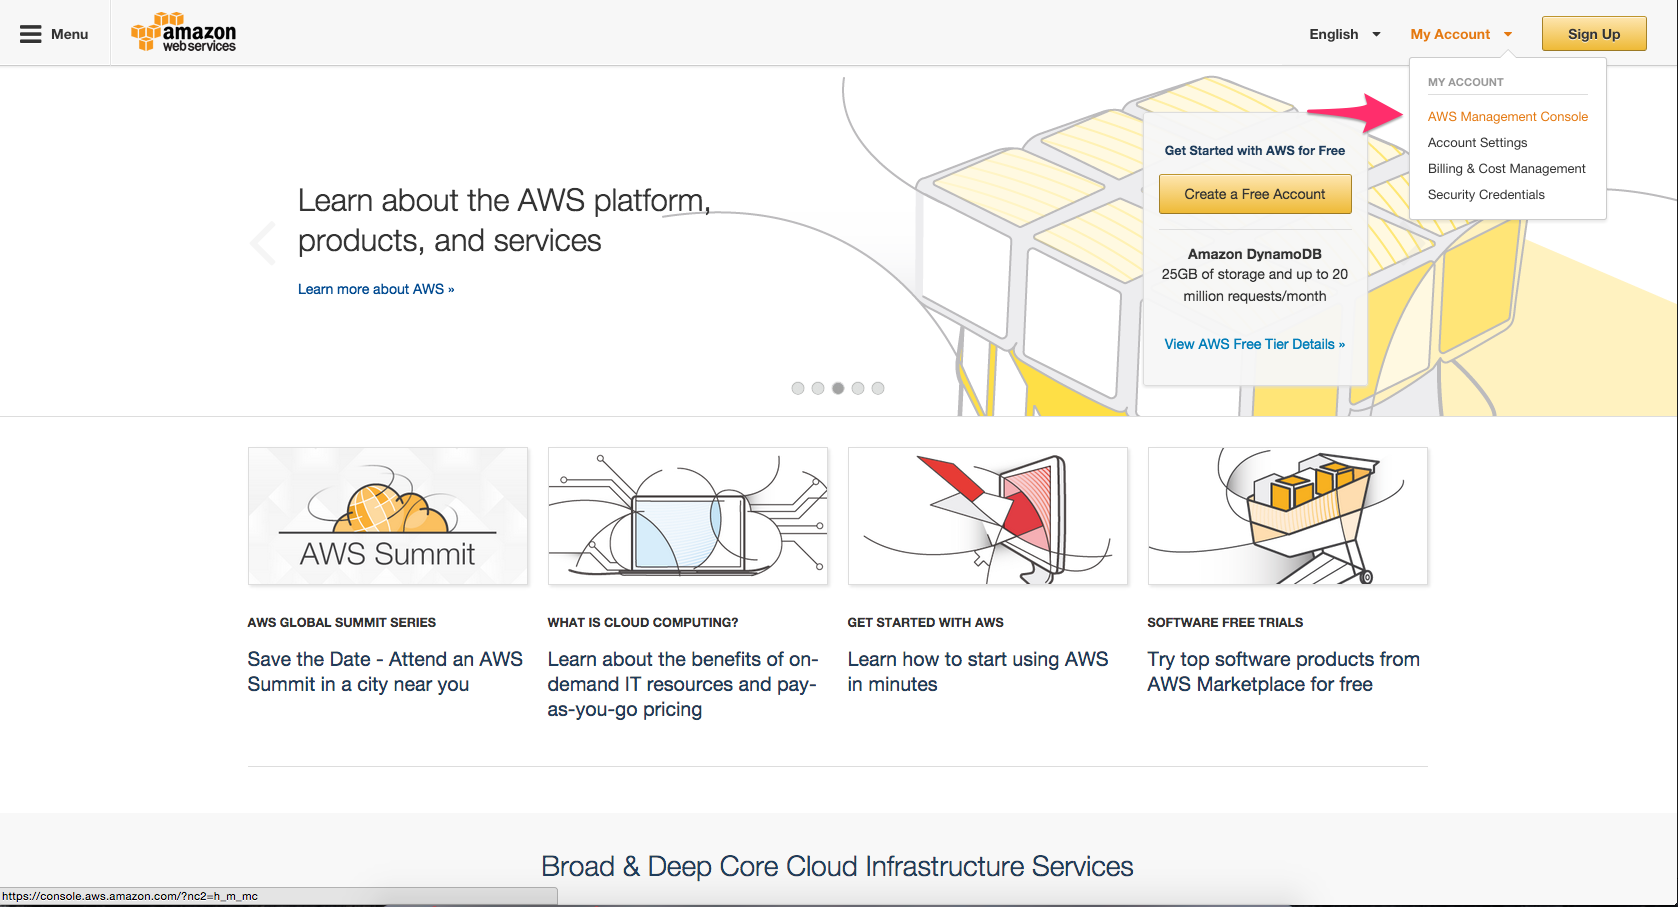 Menu
amazon
webservices
English
My Account
Sign Up
MY ACCOUNT
AWS Management Console
Account Settings
Billing & Cost Management
Security Credentials
Learn about the AWS platform,
products, and services
Learn more about AWS »
Get Started with AWS for Free
Create a Free Account
Amazon DynamoDB
25GB of storage and up to 20
million requests/month
View AWS Free Tier Details »
AWS Summit
AWS GLOBAL SUMMIT SERIES
Save the Date - Attend an AWS
Summit in a city near you
WHAT IS CLOUD COMPUTING?
Learn about the benefits of on-
demand IT resources and pay-
as-you-go pricing
GET STARTED WITH AWS
Learn how to start using AWS
in minutes
SOFTWARE FREE TRIALS
Try top software products from
AWS Marketplace for free
Broad & Deep Core Cloud Infrastructure Services
https://console.aws.amazon.com/?nc2=h_m_mc